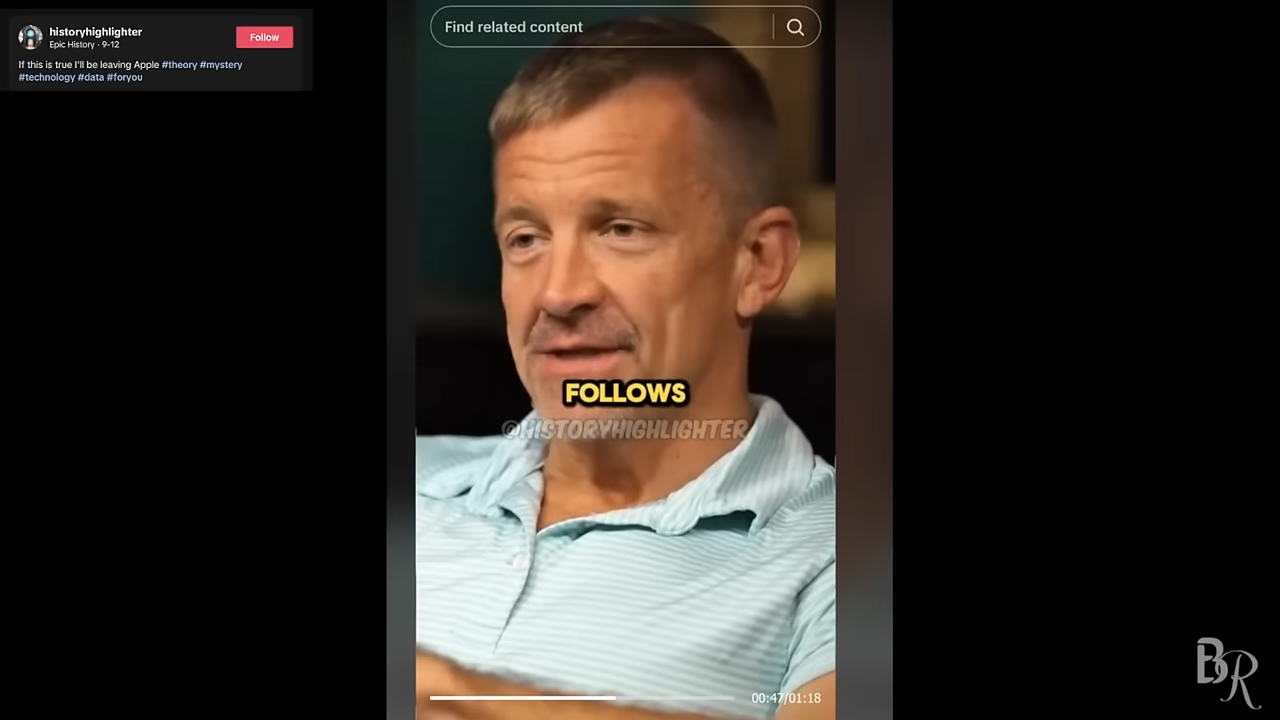 historyhighlighter
Epic History · 9-12
Follow
If this is true I'll be leaving Apple #theory #mystery
#technology #data #foryou
Find related content
FOLLOWS
@HISTORYHIGHLIGHTER
00:47/01:18
BR